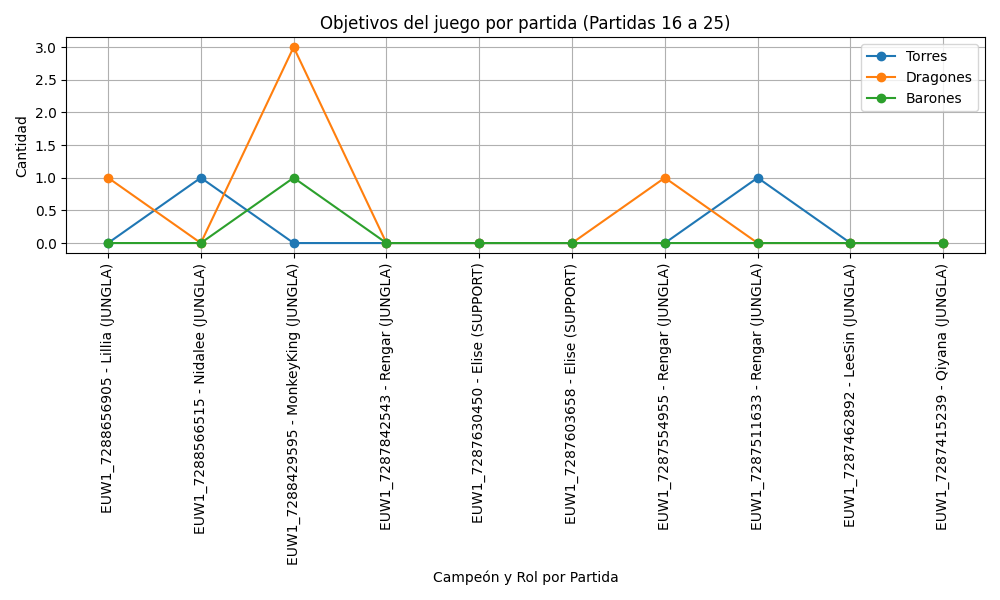 Objetivos del juego por partida (Partidas 16 a 25)
Torres
Dragones
Barones
Cantidad
3.0
2.5
2.0
1.5
1.0
0.5
0.0
EUW1_7288656905 - Lillia (JUNGLA)
EUW1_7288566515 - Nidalee (JUNGLA)
EUW1_7288429595 - MonkeyKing (JUNGLA)
EUW1_7287842543 - Rengar (JUNGLA)
EUW1_7287630450 - Elise (SUPPORT)
EUW1_7287603658 - Elise (SUPPORT)
EUW1_7287554955 - Rengar (JUNGLA)
EUW1_7287511633 - Rengar (JUNGLA)
EUW1_7287462892 - LeeSin (JUNGLA)
EUW1_7287415239 - Qiyana (JUNGLA)
Campeón y Rol por Partida